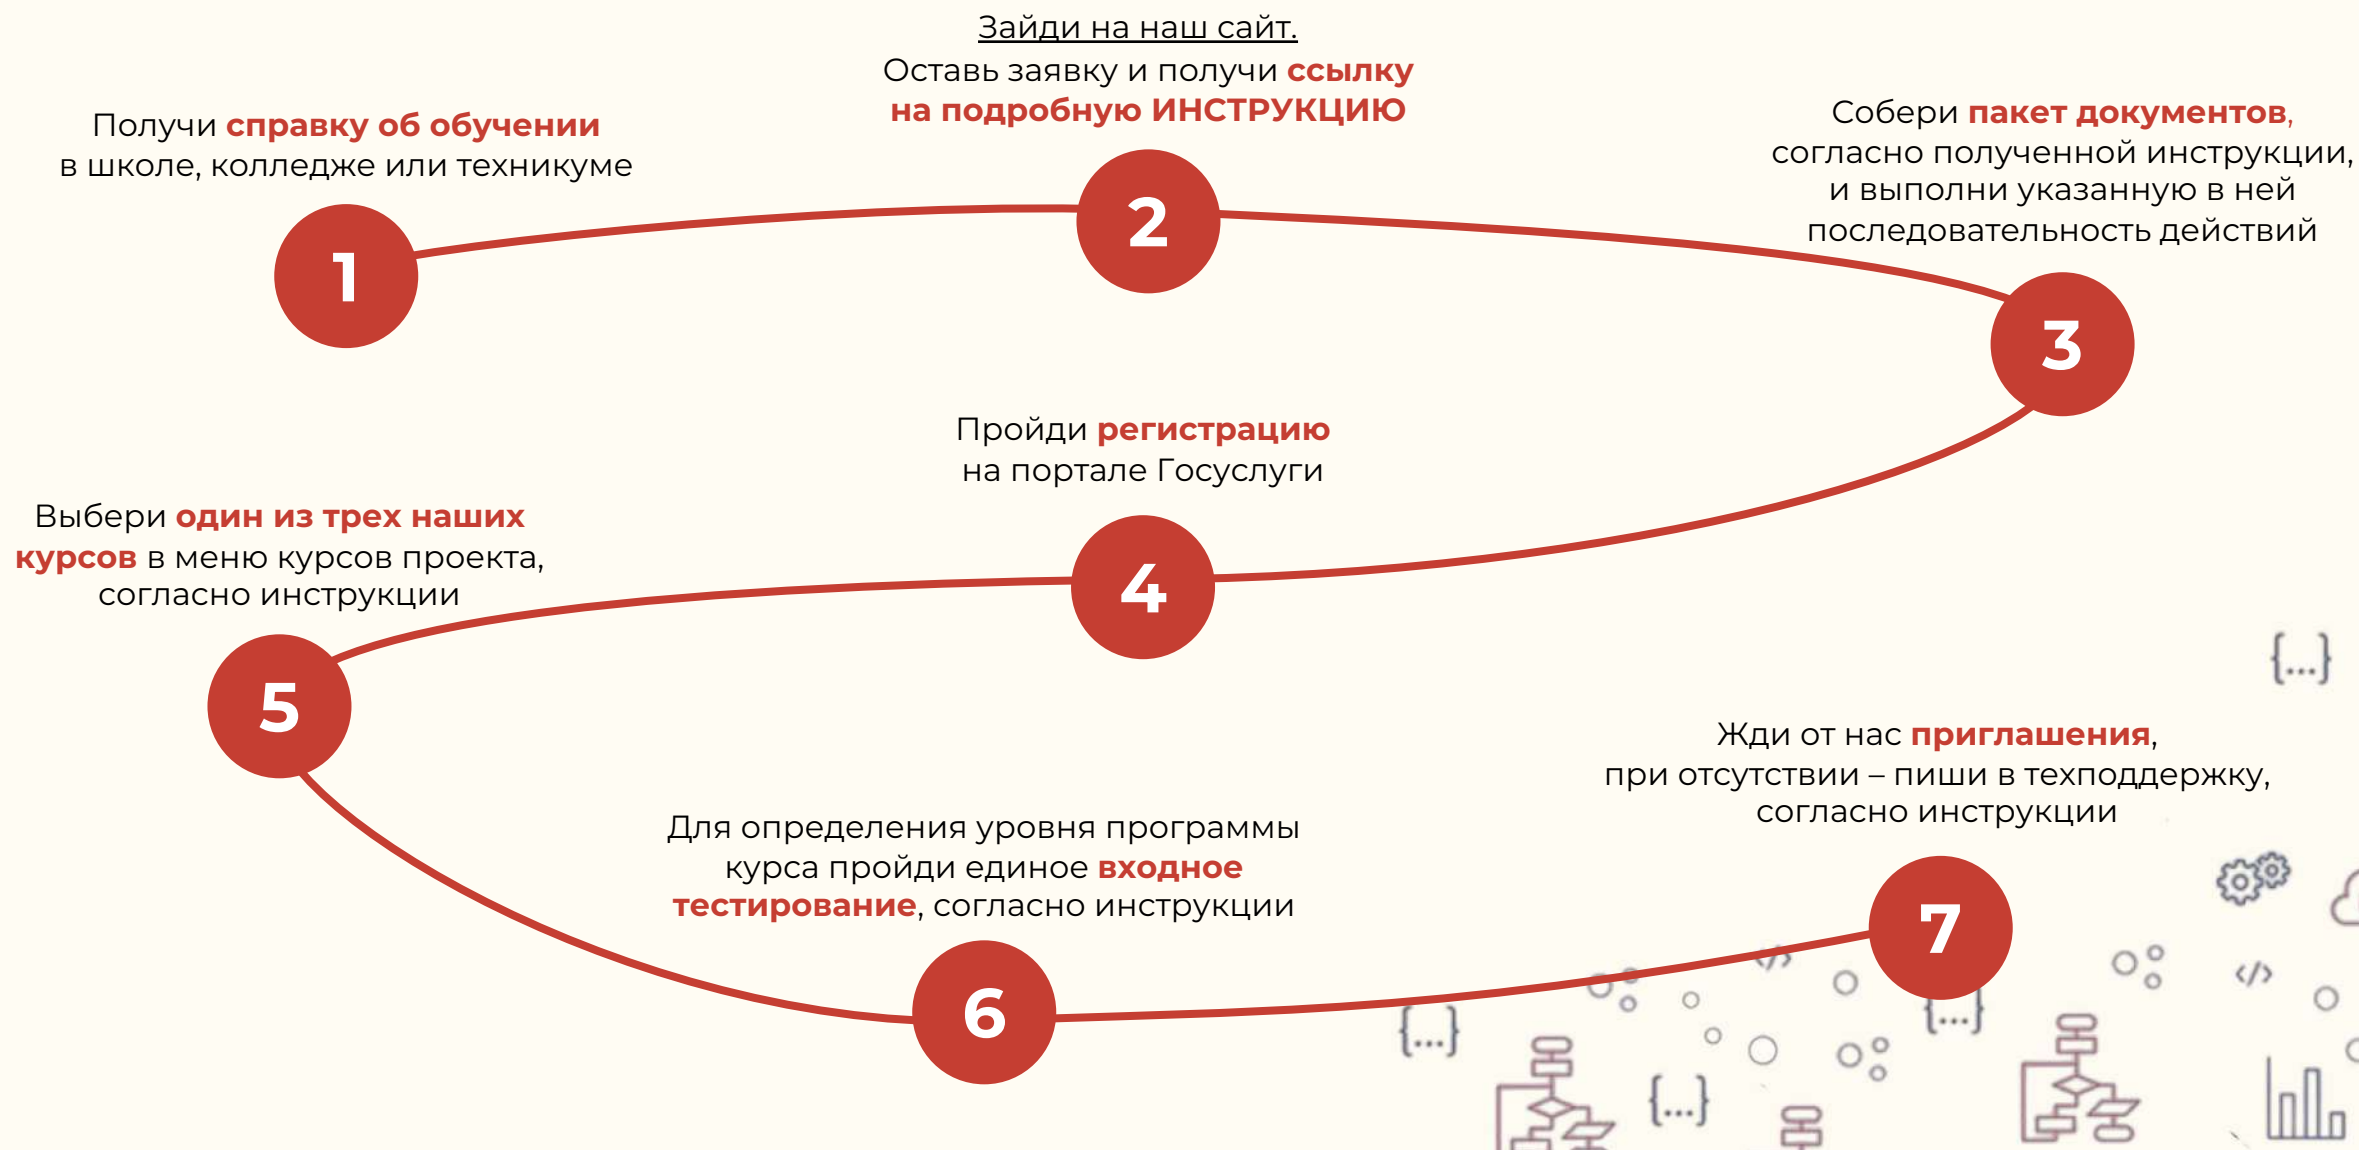 Получи справку об обучении
в школе, колледже или техникуме
1
Зайди на наш сайт.
Оставь заявку и получи ссылку
на подробную ИНСТРУКЦИЮ
2
Собери пакет документов,
согласно полученной инструкции,
и выполни указанную в ней
последовательность действий
3
Пройди регистрацию
на портале Госуслуги
4
Выбери один из трех наших
курсов в меню курсов проекта,
согласно инструкции
5
Для определения уровня программы
курса пройди единое входное
тестирование, согласно инструкции
6
Жди от нас приглашения,
при отсутствии – пиши в техподдержку,
согласно инструкции
7
{...}
</>
</>
{...}
{...}
{...}